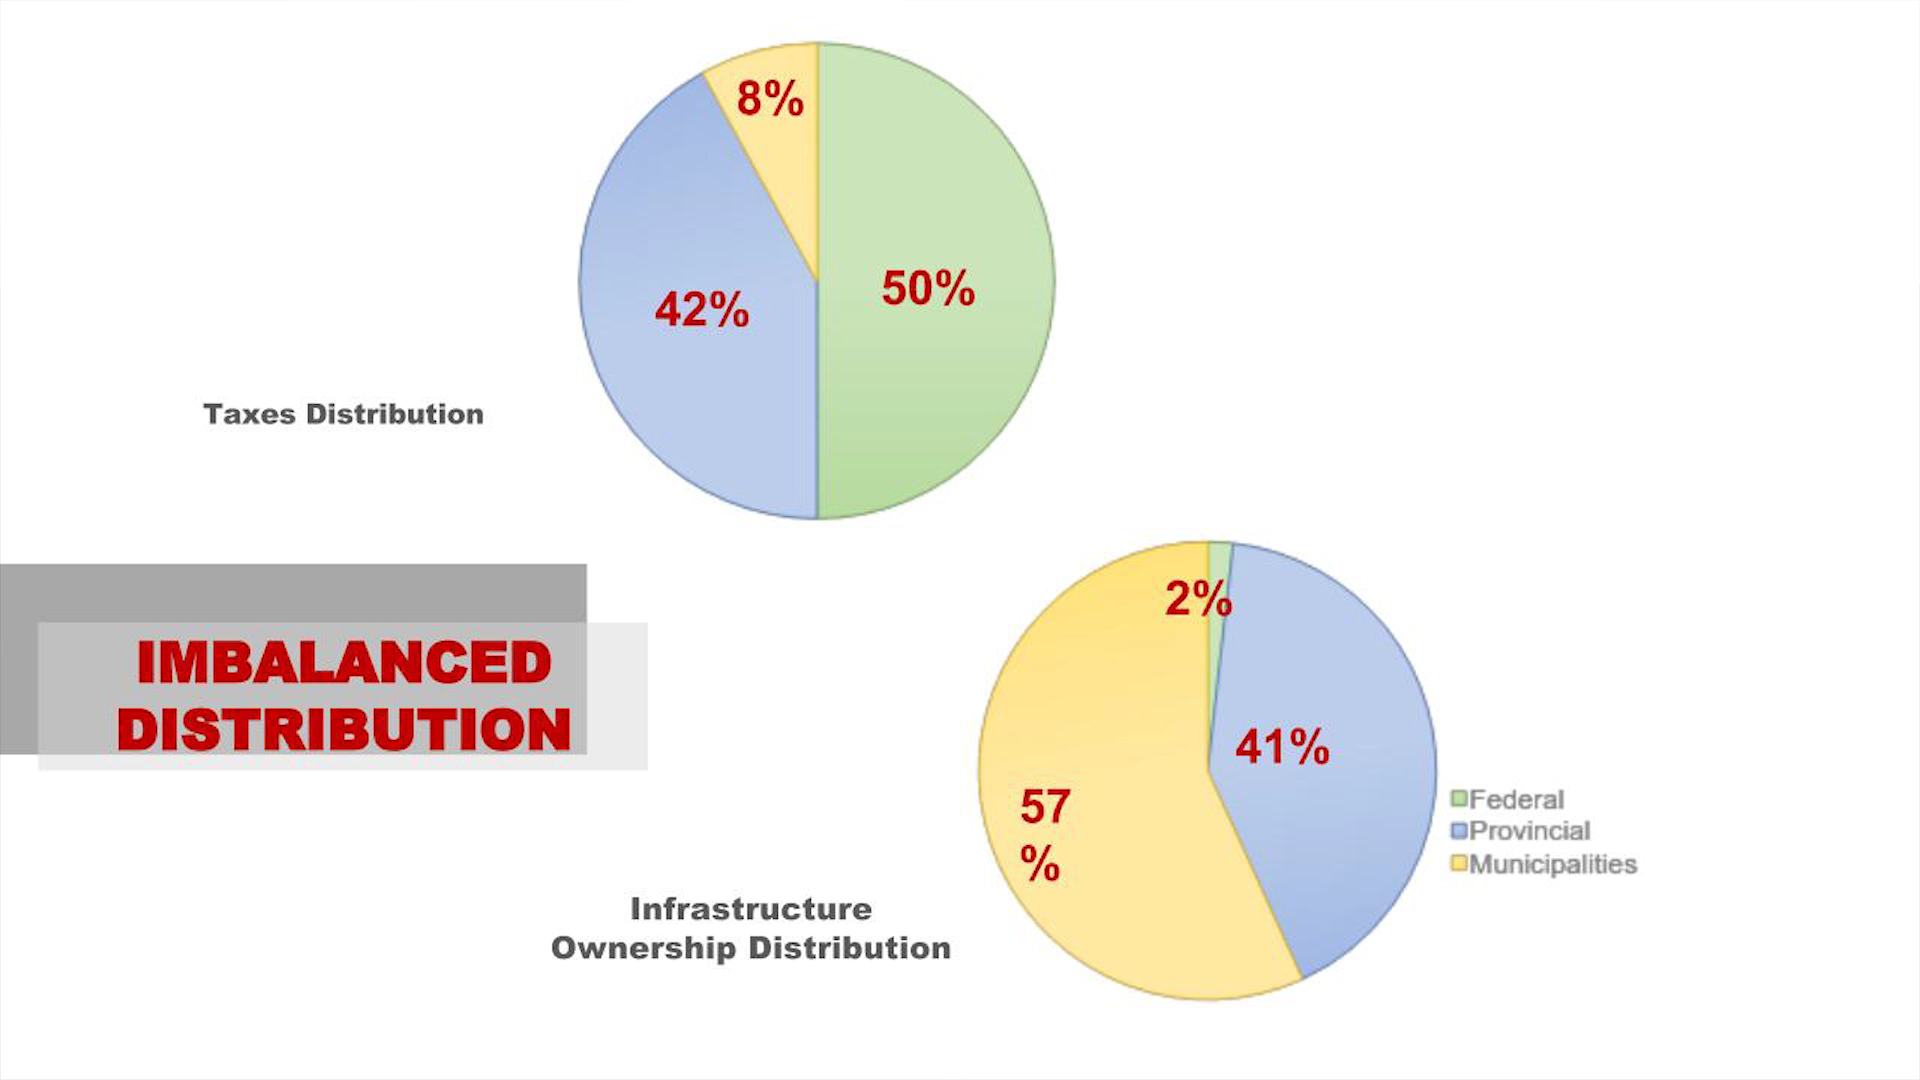 8%
50%
42%
Taxes Distribution
2%
IMBALANCED
DISTRIBUTION
41%
57
%
Federal
Provincial
Municipalities
Infrastructure
Ownership Distribution